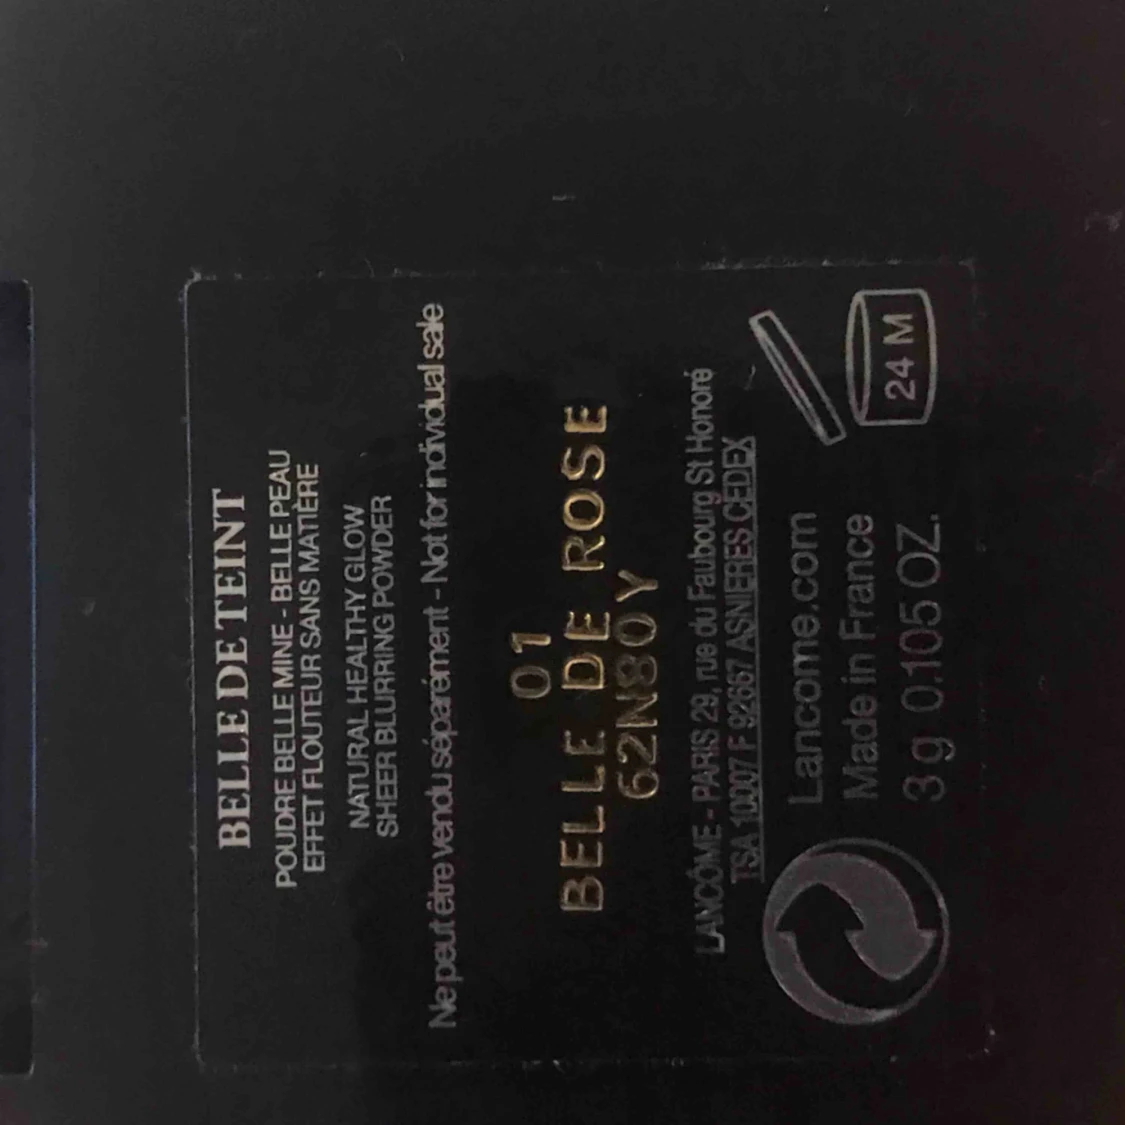 BELLE DE TEINT
POUDRE BELLE MINE - BELLE PEAU
EFFET FLOUTEUR SANS MATIÈRE
NATURAL HEALTHY GLOW
SHEER BLURRING POWDER
Ne peut être vendu séparément - Not for individual sale
01
BELLE DE ROSE
62N80Y
LANCÔME - PARIS 29, rue du Faubourg St Honoré
TSA 10007 F 92667 ASNIERES CEDEX
Lancome.com
Made in France
3 g 0.105 OZ.
24 M